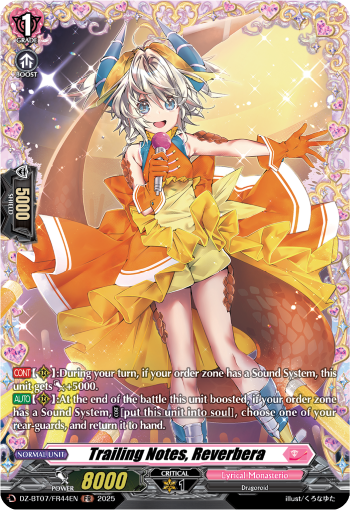 1
GRADE
BOOST
5000
SHIELD
CONT【】:During your turn, if your order zone has a Sound System, this
unit gets +5000.
AUTO【】:At the end of the battle this unit boosted, if your order zone
has a Sound System, [put this unit into soul], choose one of your
rear-guards, and return it to hand.
NORMAL UNIT
Trailing Notes, Reverbera
Lyrical Monasterio
Dragoroid
POWER 8000
CRITICAL
1
DZ-BT07/FR44EN FR 2025
illust/くろなゆた